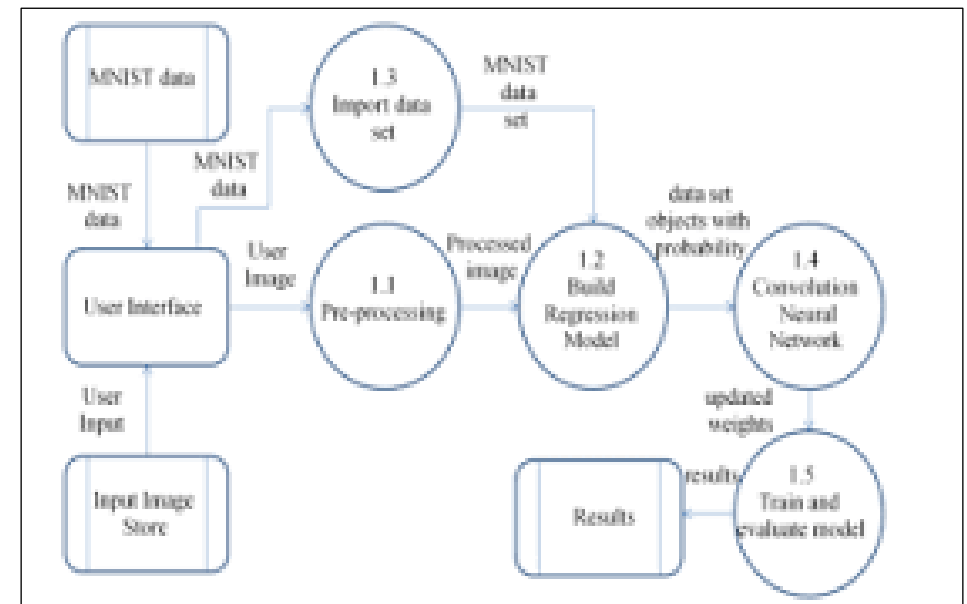 MNIST data
1.3
Import data
set
MNIST
data
set
MNIST
data
MNIST
data
User Interface
User
Image
1.1
Pre-processing
Processed
image
1.2
Build
Regression
Model
data set
objects with
probability
1.4
Convolution
Neural
Network
User
Input
updated
weights
Input Image
Store
Results
results
1.5
Train and
evaluate model